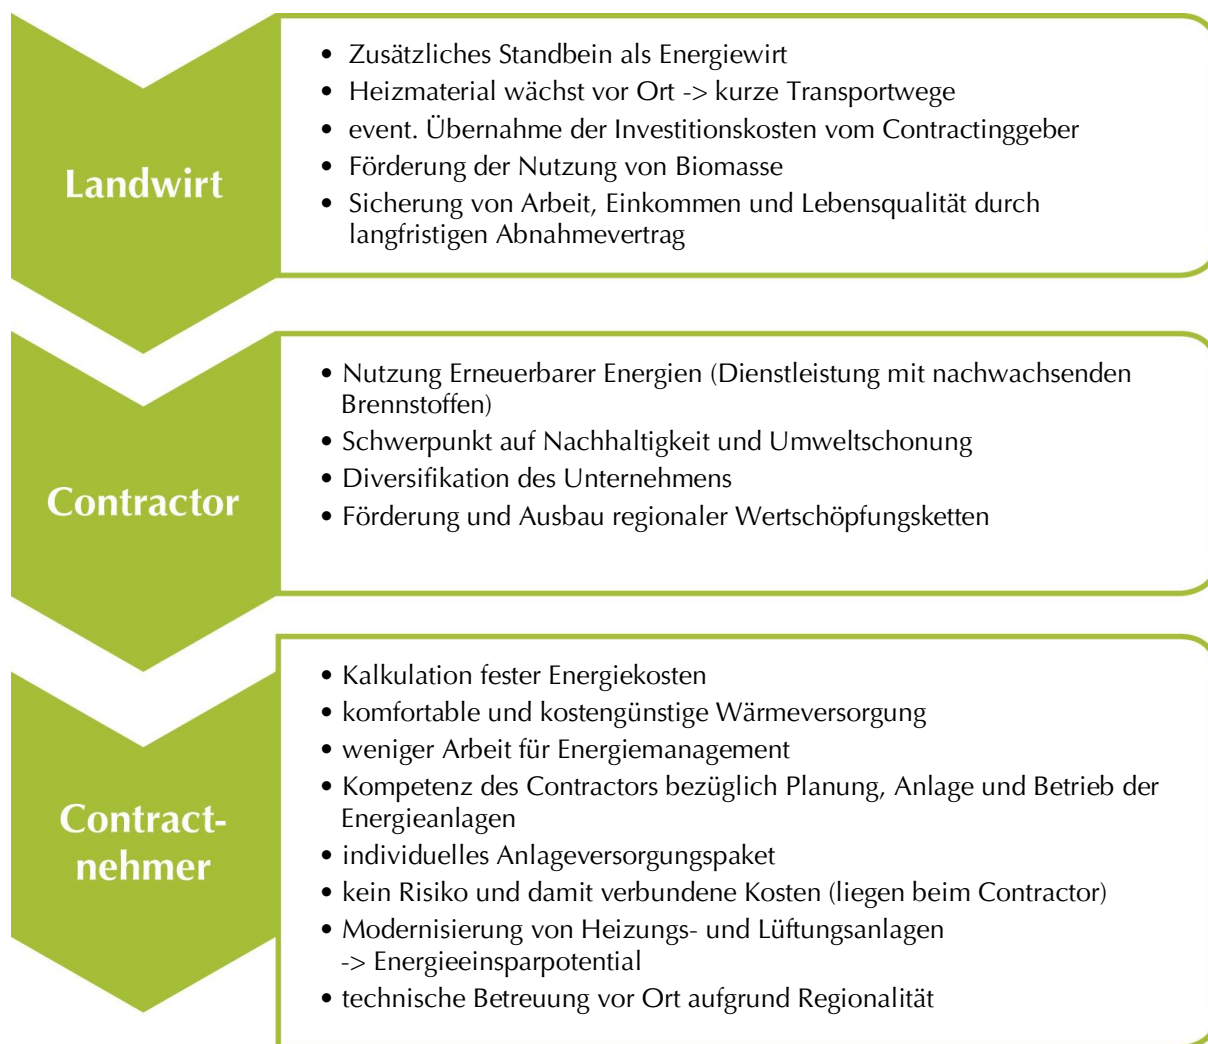 Landwirt
• Zusätzliches Standbein als Energiewirt
• Heizmaterial wächst vor Ort -> kurze Transportwege
• event. Übernahme der Investitionskosten vom Contractinggeber
• Förderung der Nutzung von Biomasse
• Sicherung von Arbeit, Einkommen und Lebensqualität durch
langfristigen Abnahmevertrag
Contractor
• Nutzung Erneuerbarer Energien (Dienstleistung mit nachwachsenden
Brennstoffen)
• Schwerpunkt auf Nachhaltigkeit und Umweltschonung
• Diversifikation des Unternehmens
• Förderung und Ausbau regionaler Wertschöpfungsketten
Contract-
nehmer
• Kalkulation fester Energiekosten
• komfortable und kostengünstige Wärmeversorgung
• weniger Arbeit für Energiemanagement
• Kompetenz des Contractors bezüglich Planung, Anlage und Betrieb der
Energieanlagen
• individuelles Anlageversorgungspaket
• kein Risiko und damit verbundene Kosten (liegen beim Contractor)
• Modernisierung von Heizungs- und Lüftungsanlagen
-> Energieeinsparpotential
• technische Betreuung vor Ort aufgrund Regionalität